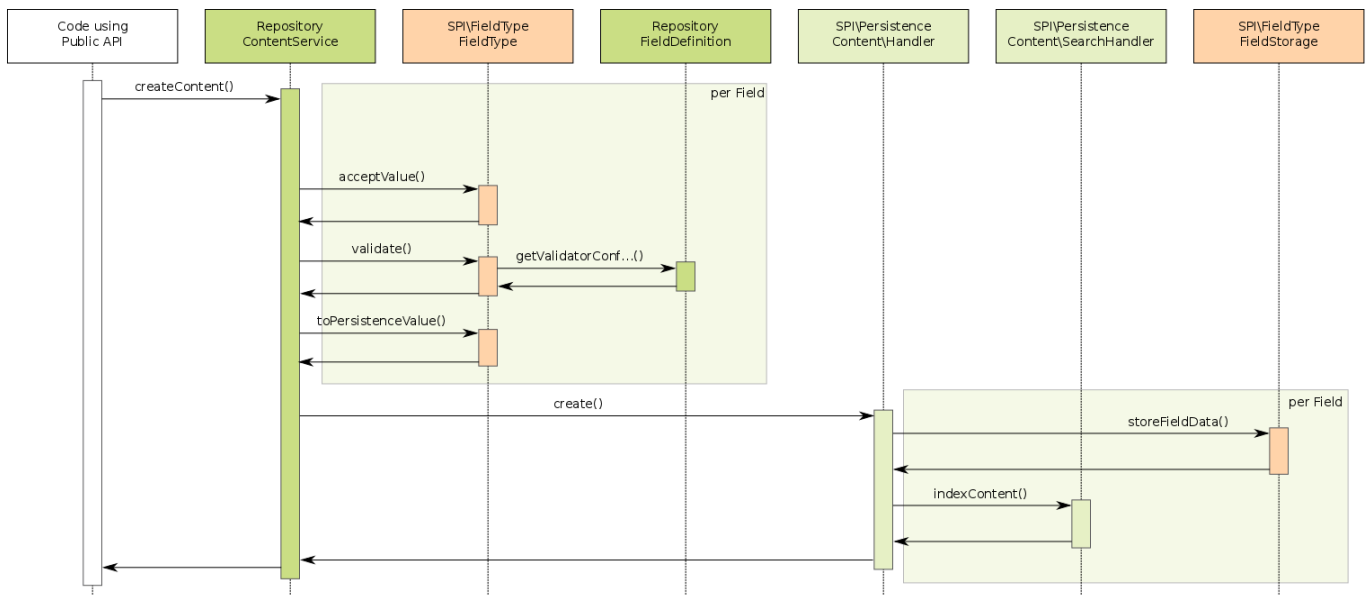 Code using
Public API
Repository
ContentService
SPI\FieldType
FieldType
Repository
FieldDefinition
SPI\Persistence
Content\Handler
SPI\Persistence
Content\SearchHandler
SPI\FieldType
FieldStorage
createContent()
per Field
acceptValue()
validate()
getValidatorConf...()
toPersistenceValue()
create()
per Field
storeFieldData()
indexContent()